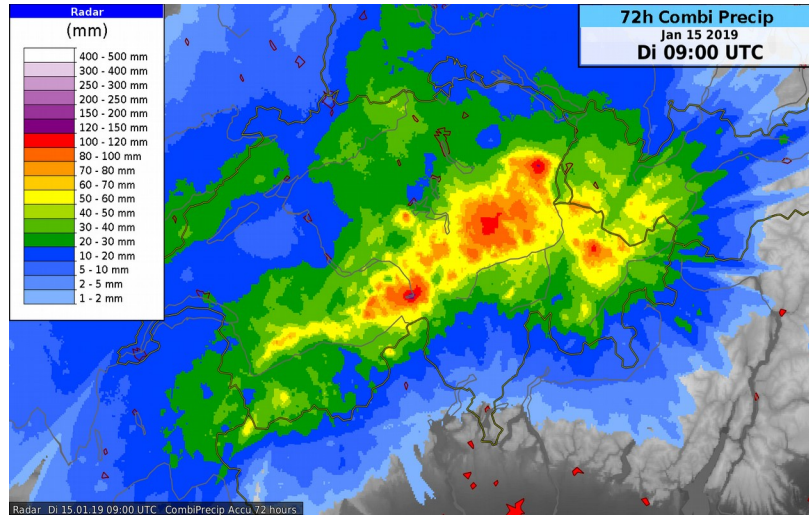 Radar
(mm)
400 - 500 mm
300 - 400 mm
250 - 300 mm
200 - 250 mm
150 - 200 mm
120 - 150 mm
100 - 120 mm
80 - 100 mm
70 - 80 mm
60 - 70 mm
50 - 60 mm
40 - 50 mm
30 - 40 mm
20 - 30 mm
10 - 20 mm
5 - 10 mm
2 - 5 mm
1 - 2 mm
72h Combi Precip
Jan 15 2019
Di 09:00 UTC
Radar Di 15.01.19 09:00 UTC CombiPrecip Accu 72 hours